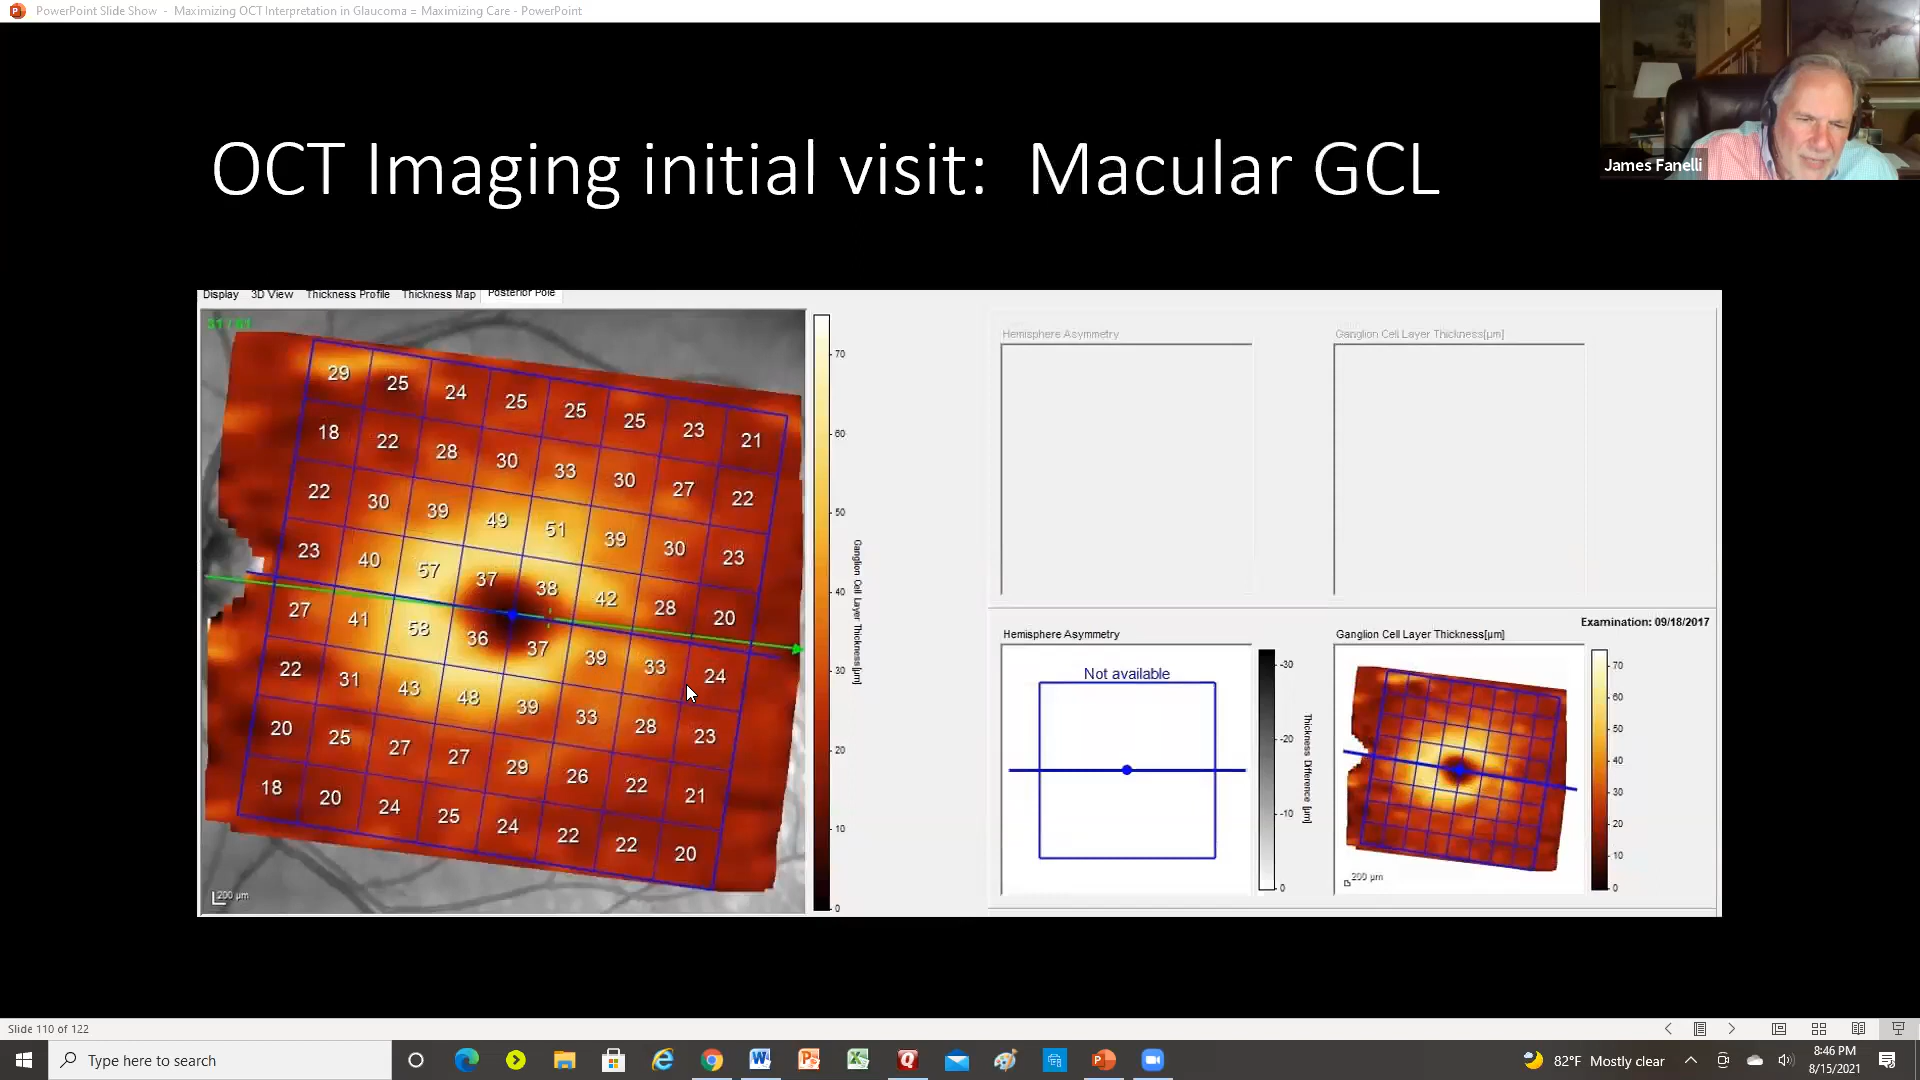 PowerPoint Slide Show - Maximizing OCT Interpretation in Glaucoma = Maximizing Care - PowerPoint
James Fanelli
OCT Imaging initial visit: Macular GCL
Display 3D View Thickness Profile Thickness Map Posterior Pole
31 / 61
29 25 24 25 25 25 23 21
18 22 28 30 33 30 27 22
22 30 39 49 51 39 30 23
23 40 57 37 38 42 28 20
27 41 58 36 37 39 33 24
22 31 43 48 39 33 28 23
20 25 27 27 29 26 22 21
18 20 24 25 24 22 22 20
200 µm
70
60
50
40
30
20
10
0
Ganglion Cell Layer Thickness [µm]
Hemisphere Asymmetry
Ganglion Cell Layer Thickness[µm]
Examination: 09/18/2017
Hemisphere Asymmetry
Not available
-30
-20
-10
0
Thickness Difference [µm]
Ganglion Cell Layer Thickness[µm]
200 µm
70
60
50
40
30
20
10
0
Slide 110 of 122
Type here to search
82°F Mostly clear
8:46 PM
8/15/2021